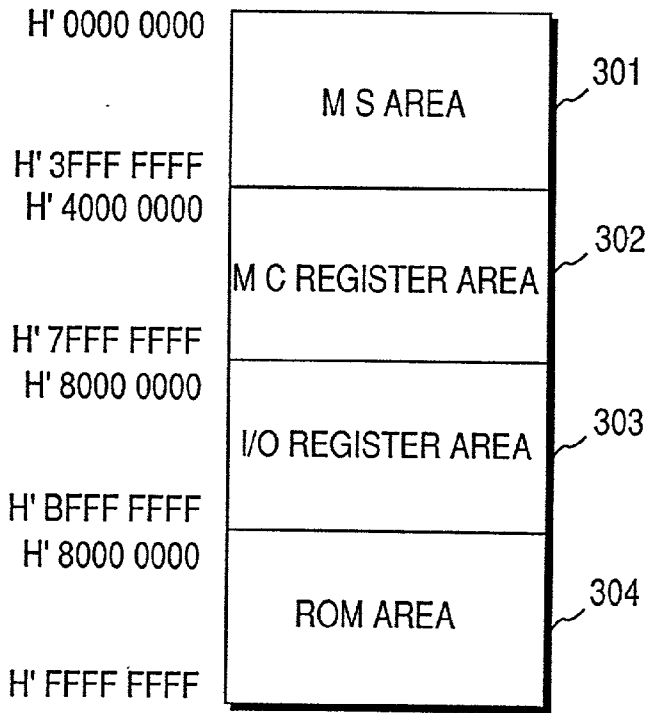 H' 0000 0000
M S AREA
301
H' 3FFF FFFF
H' 4000 0000
M C REGISTER AREA
302
H' 7FFF FFFF
H' 8000 0000
I/O REGISTER AREA
303
H' BFFF FFFF
H' 8000 0000
ROM AREA
304
H' FFFF FFFF